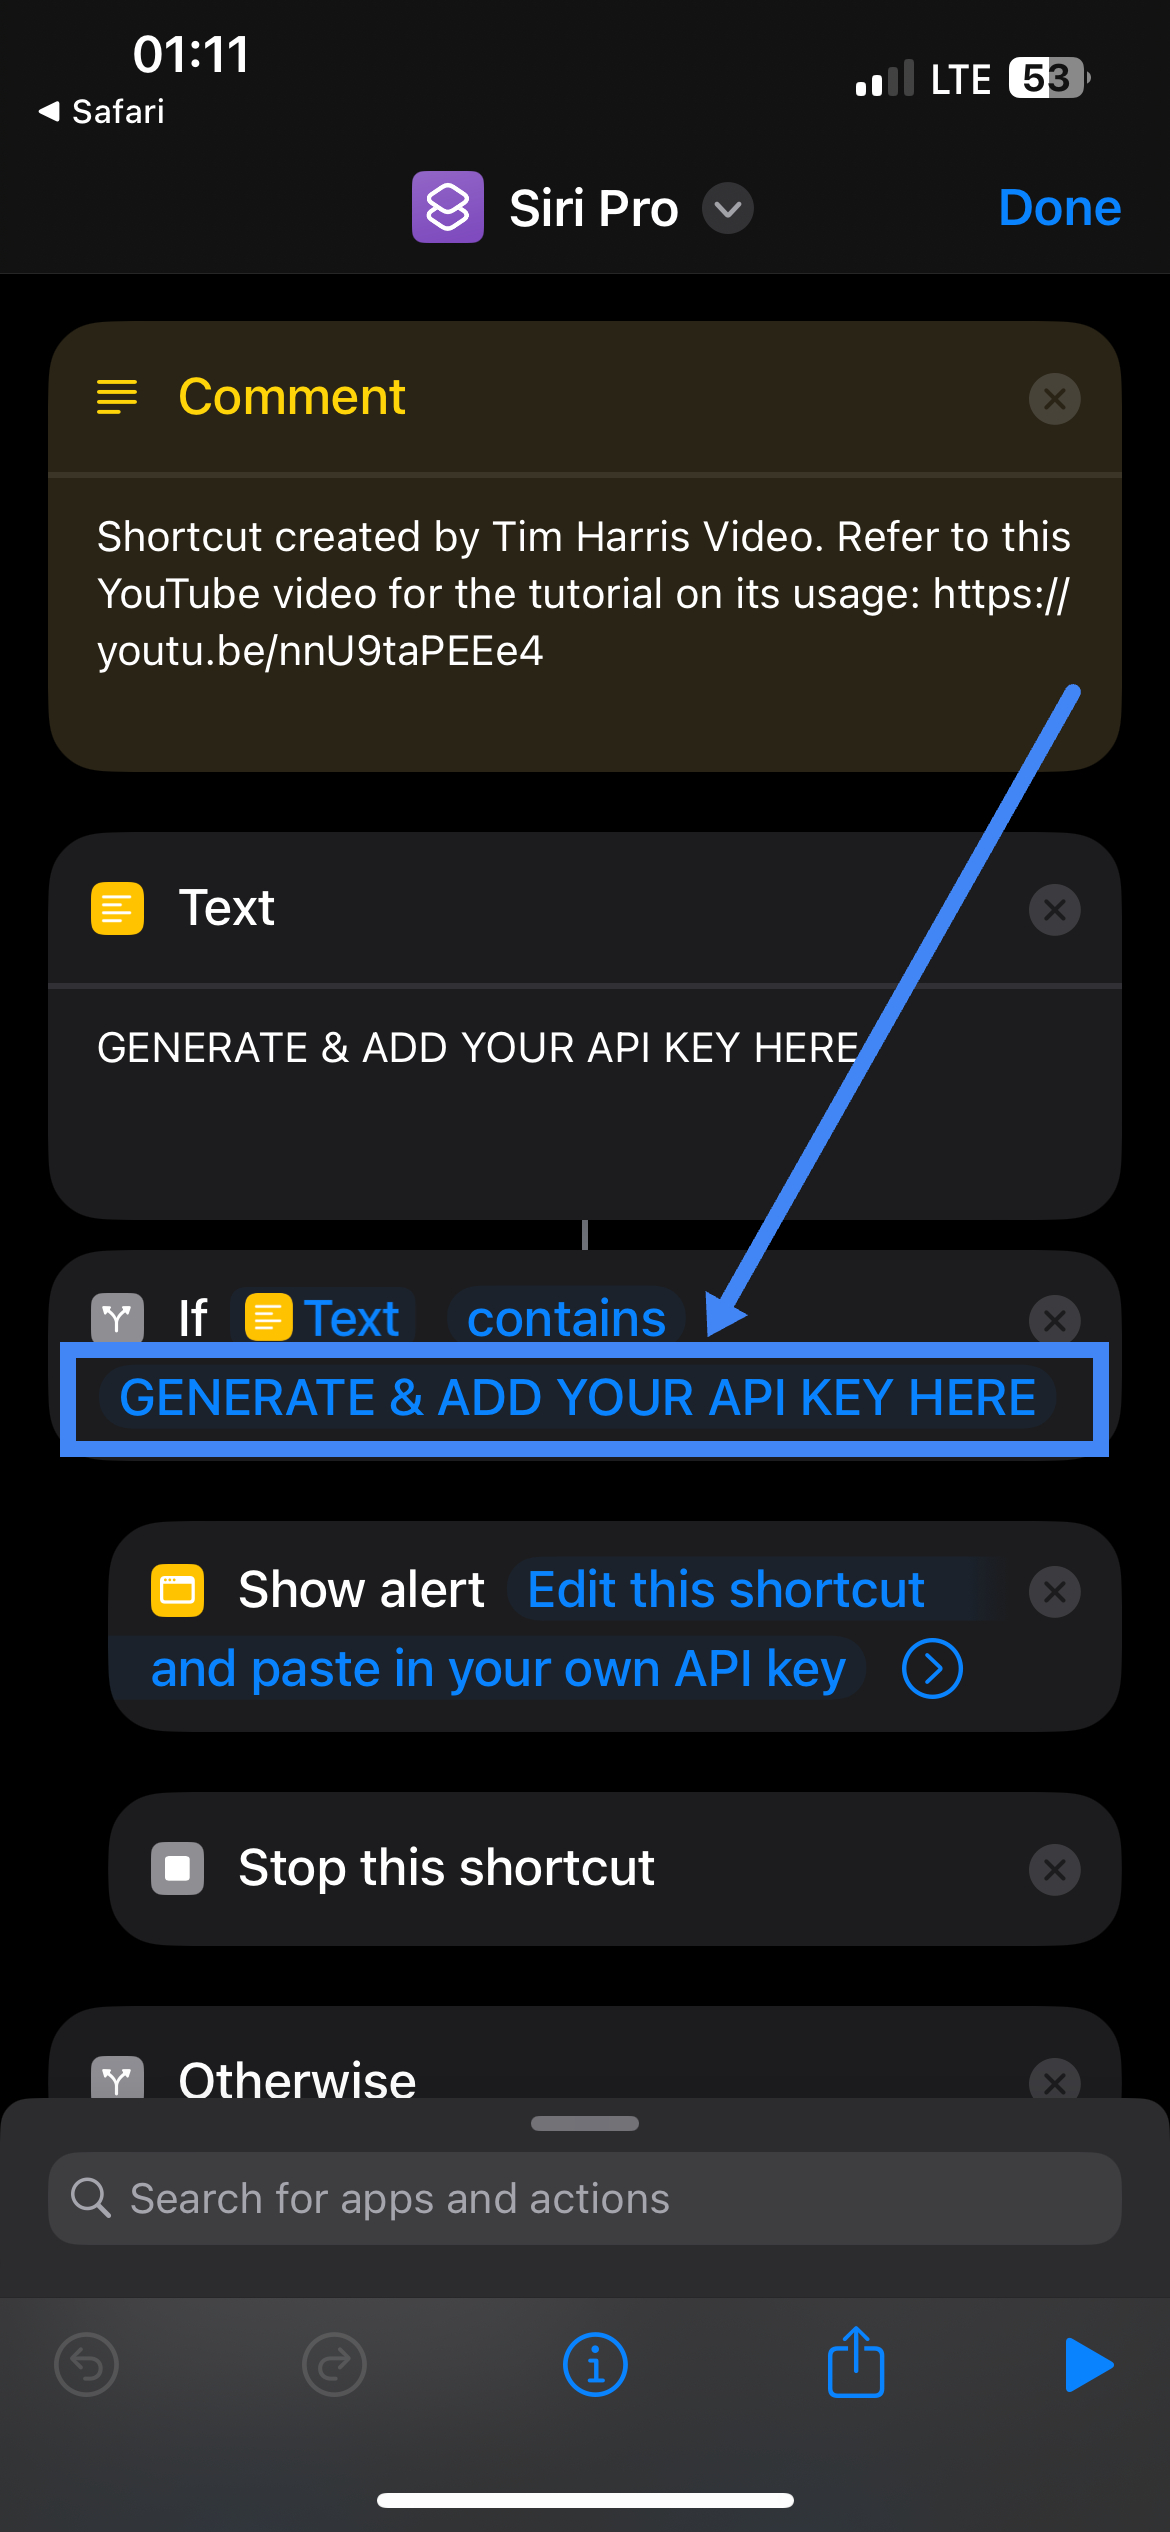 01:11
LTE 53
Safari
Siri Pro
Done
Comment
Shortcut created by Tim Harris Video. Refer to this
YouTube video for the tutorial on its usage: https://
youtu.be/nnU9taPEEe4
Text
GENERATE & ADD YOUR API KEY HERE
If Text contains
GENERATE & ADD YOUR API KEY HERE
Show alert Edit this shortcut
and paste in your own API key
Stop this shortcut
Otherwise
Search for apps and actions